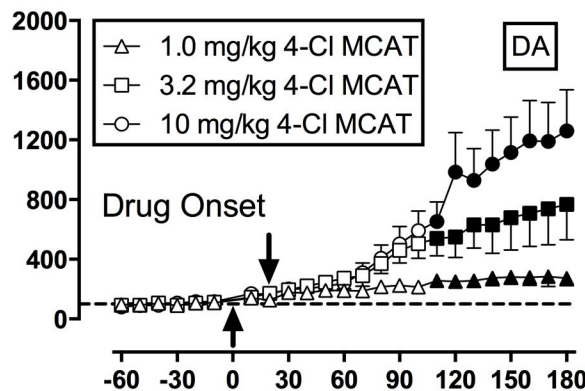 2000
1600
1200
800
400
0
1.0 mg/kg 4-Cl MCAT
3.2 mg/kg 4-Cl MCAT
10 mg/kg 4-Cl MCAT
DA
Drug Onset
-60 -30 0 30 60 90 120 150 180